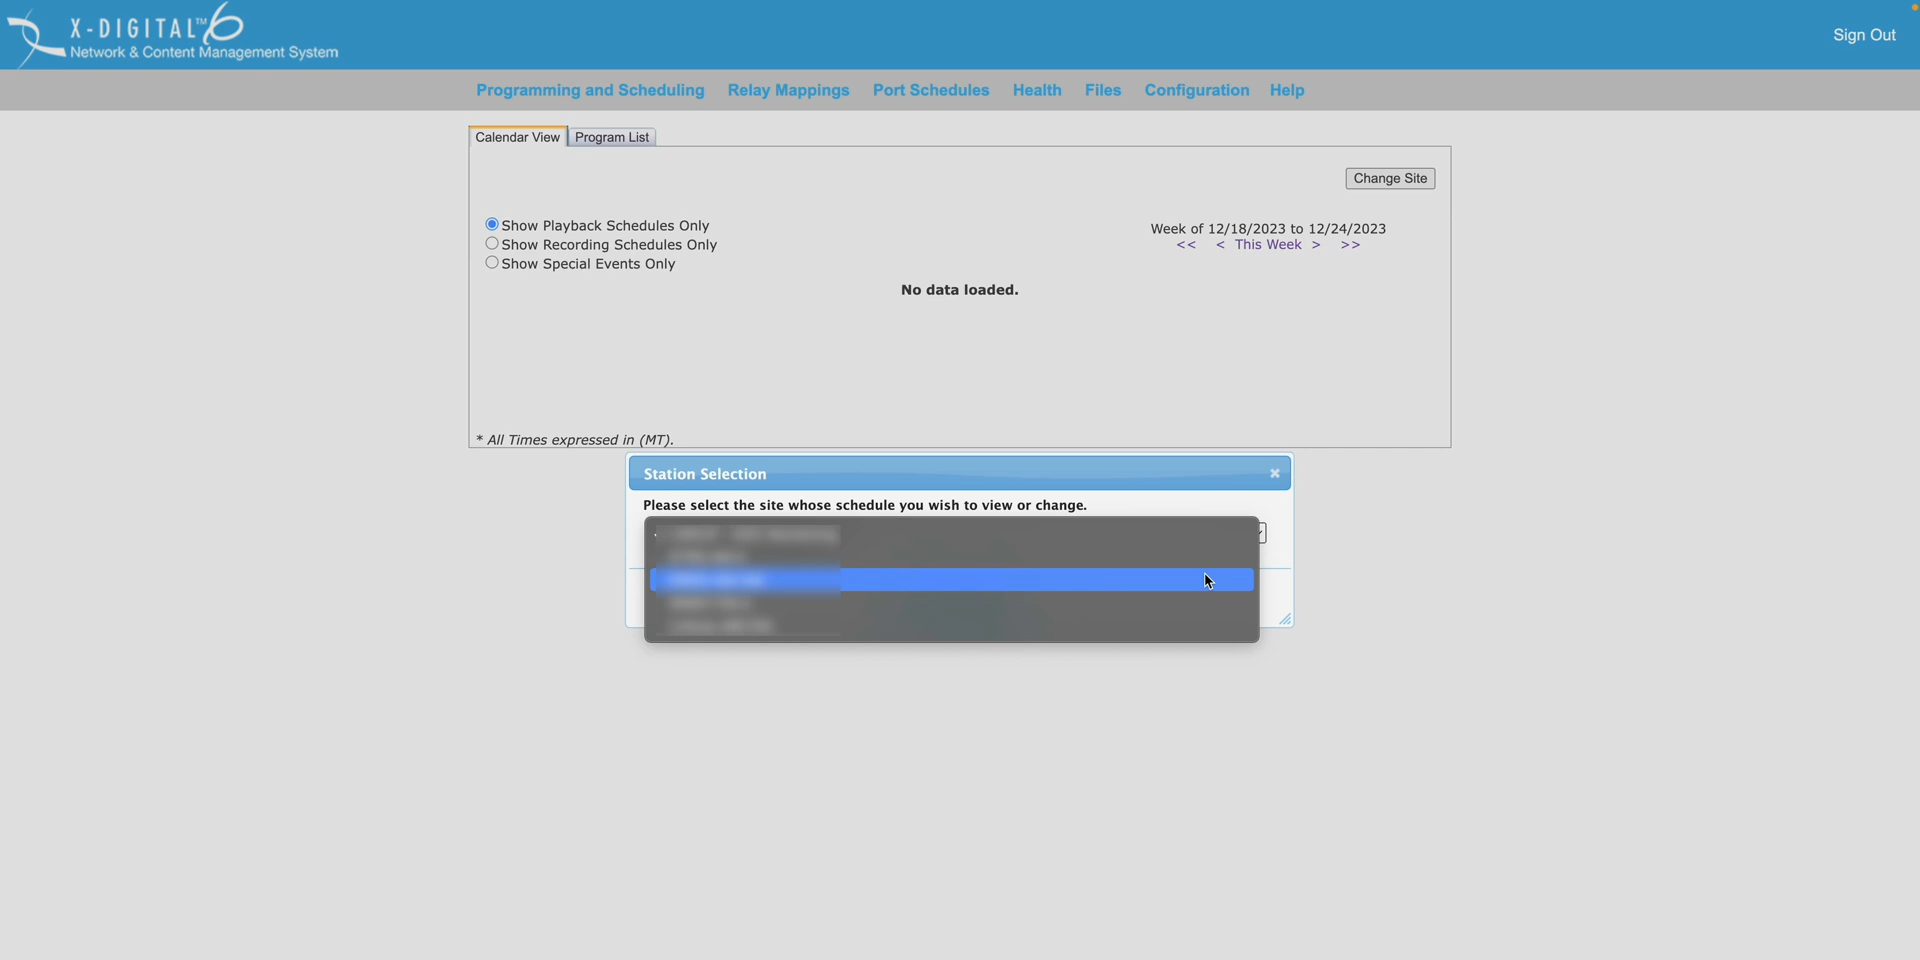 X-DIGITAL™ 6
Network & Content Management System
Sign Out
Programming and Scheduling Relay Mappings Port Schedules Health Files Configuration Help
Calendar View Program List
Change Site
Show Playback Schedules Only
Show Recording Schedules Only
Show Special Events Only
Week of 12/18/2023 to 12/24/2023
<< < This Week > >>
No data loaded.
* All Times expressed in (MT).
Station Selection
Please select the site whose schedule you wish to view or change.